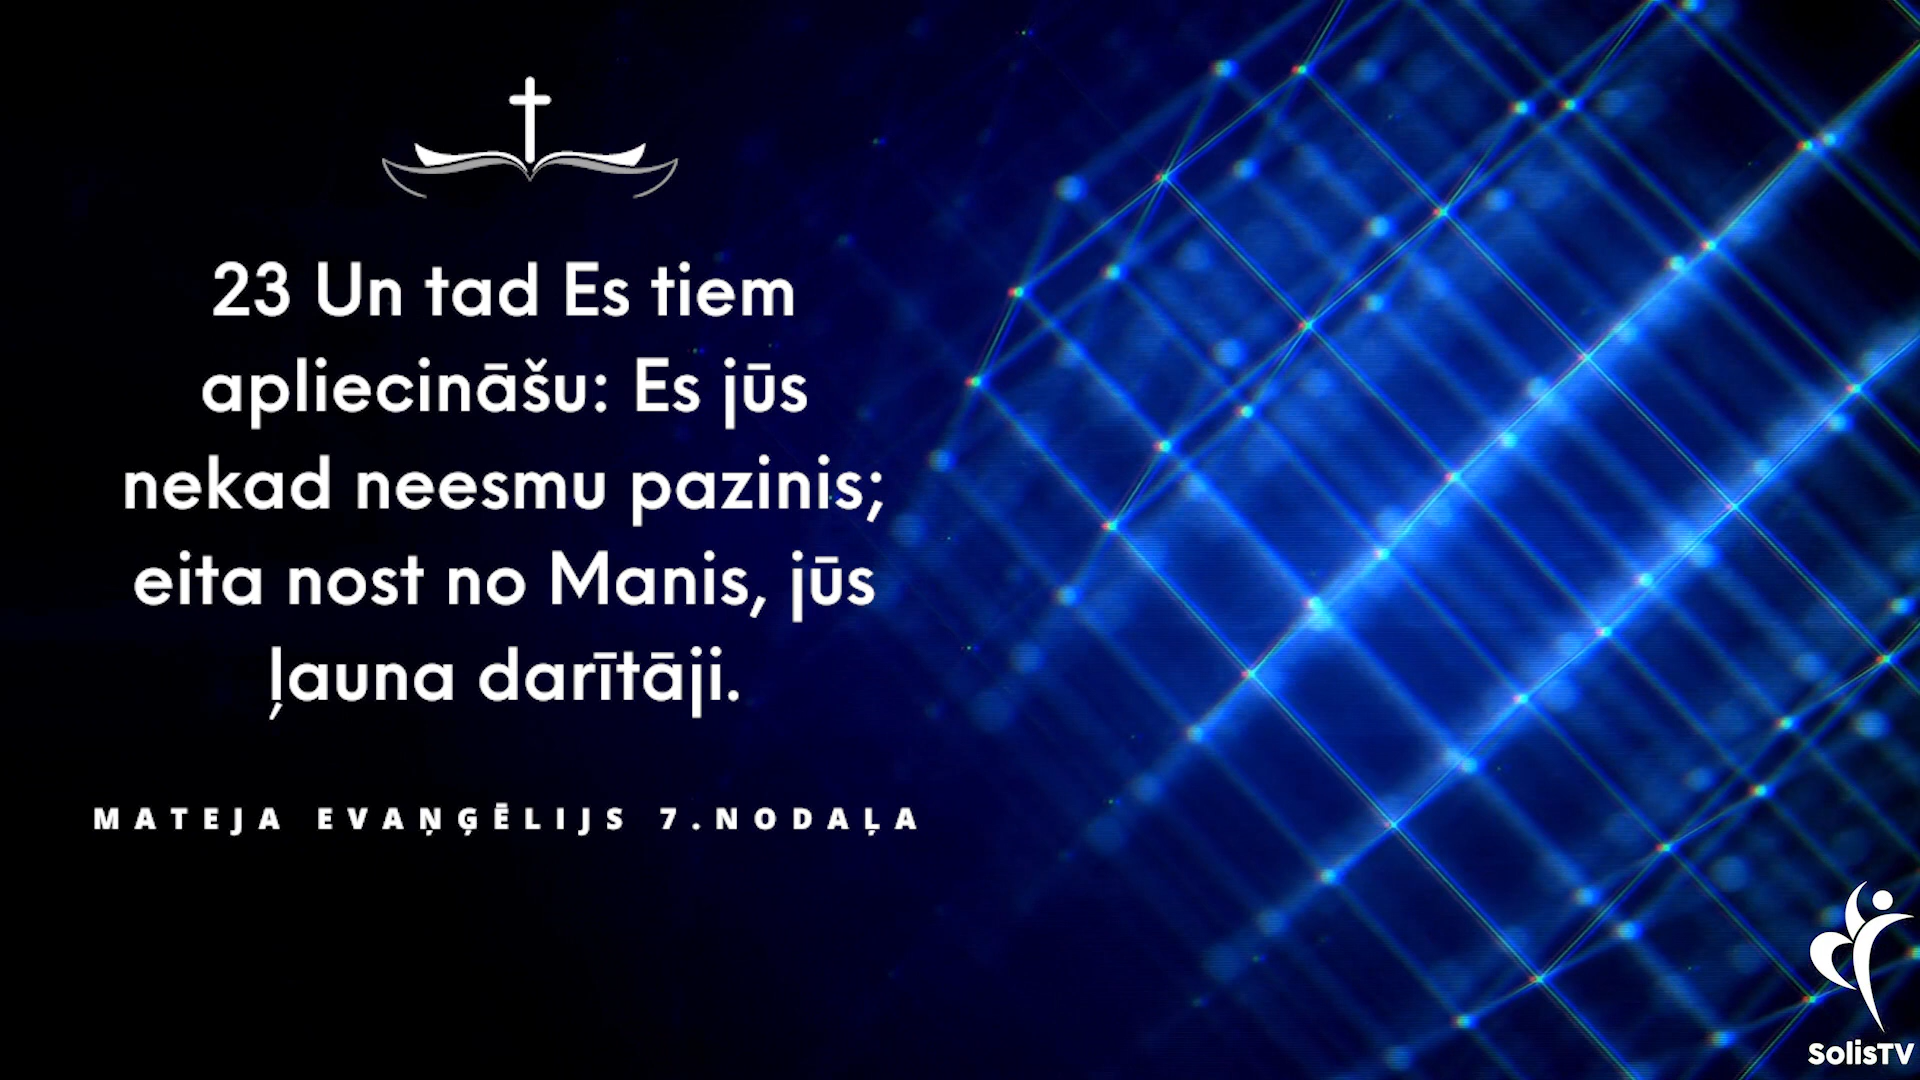 23 Un tad Es tiem
apliecināšu: Es jūs
nekad neesmu pazinis;
eita nost no Manis, jūs
ļauna darītāji.
MATEJA EVAŅĢĒLIJS 7.NODAĻA
SolisTV